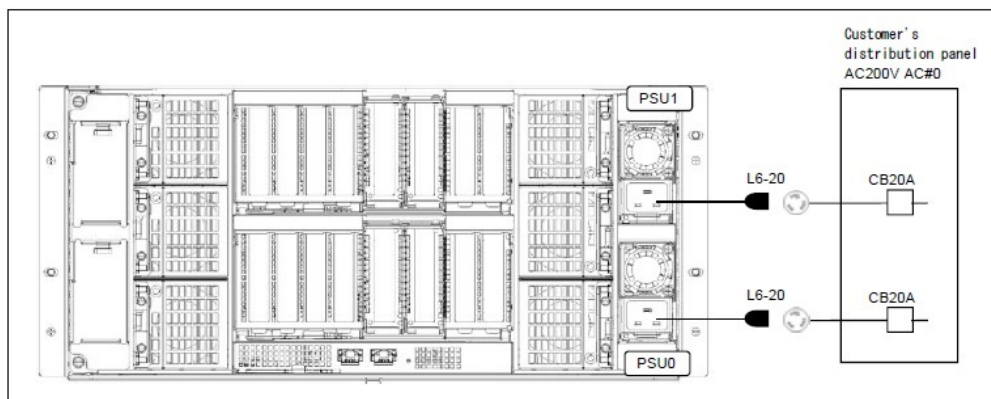 Customer's
distribution panel
AC200V AC#0
PSU1
L6-20
CB20A
L6-20
CB20A
PSU0